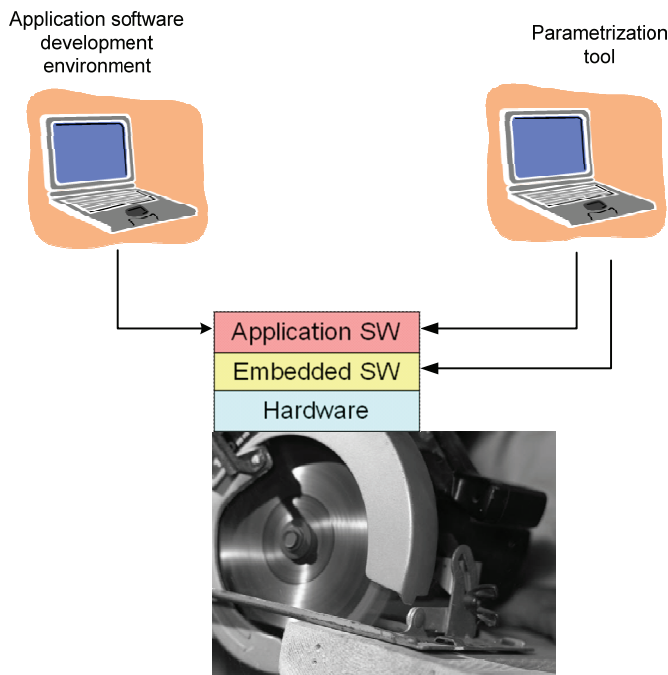 Application software
development
environment
Parametrization
tool
Application SW
Embedded SW
Hardware